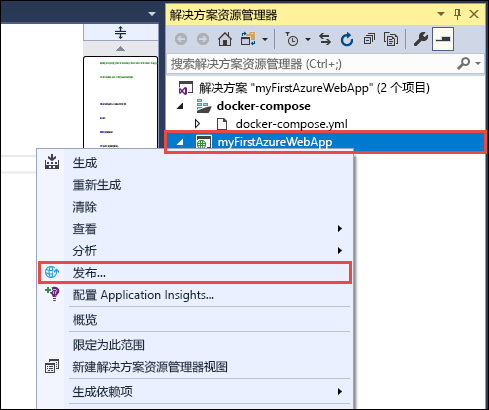 解决方案资源管理器
搜索解决方案资源管理器 (Ctrl+;)
解决方案 "myFirstAzureWebApp" (2 个项目)
docker-compose
docker-compose.yml
myFirstAzureWebApp
生成
重新生成
清除
查看
分析
发布...
配置 Application Insights...
概览
限定为此范围
新建解决方案资源管理器视图
生成依赖项